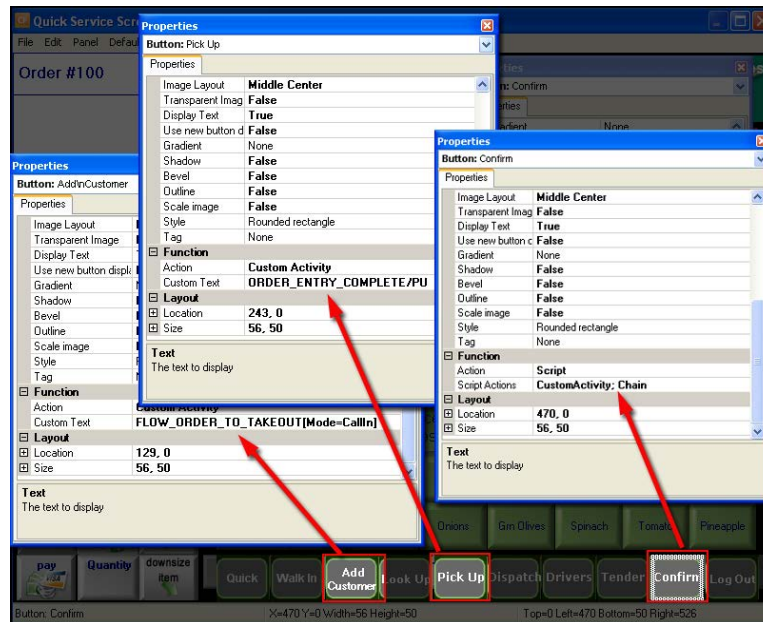 Quick Service Scre
File Edit Panel Defau
Order #100
Properties
Button: Pick Up
Properties
Image Layout Middle Center
Transparent Imag False
Display Text True
Use new button d False
Gradient None
Shadow False
Bevel False
Outline False
Scale image False
Style Rounded rectangle
Tag None
Function
Action Custom Activity
Custom Text ORDER_ENTRY_COMPLETE/PU
Layout
Location 243, 0
Size 56, 50
Text
The text to display
Properties
Button: Add\nCustomer
Properties
Image Layout
Transparent Image
Display Text
Use new button displa
Gradient
Shadow
Bevel
Outline
Scale image
Style
Tag
Function
Action Custom Activity
Custom Text FLOW_ORDER_TO_TAKEOUT[Mode=CallIn]
Layout
Location 129, 0
Size 56, 50
Text
The text to display
ties
n: Confirm
erties
adient None
Properties
Button: Confirm
Properties
Image Layout Middle Center
Transparent Imag False
Display Text True
Use new button c False
Gradient None
Shadow False
Bevel False
Outline False
Scale image False
Style Rounded rectangle
Tag None
Function
Action Script
Script Actions CustomActivity; Chain
Layout
Location 470, 0
Size 56, 50
Text
The text to display
Onions Grn Olives Spinach Tomato Pineapple
pay Quantity downsize item
Quick Walk In Add Customer Look Up Pick Up Dispatch Drivers Tender Confirm Log Out
Button: Confirm X=470 Y=0 Width=56 Height=50 Top=0 Left=470 Bottom=50 Right=526